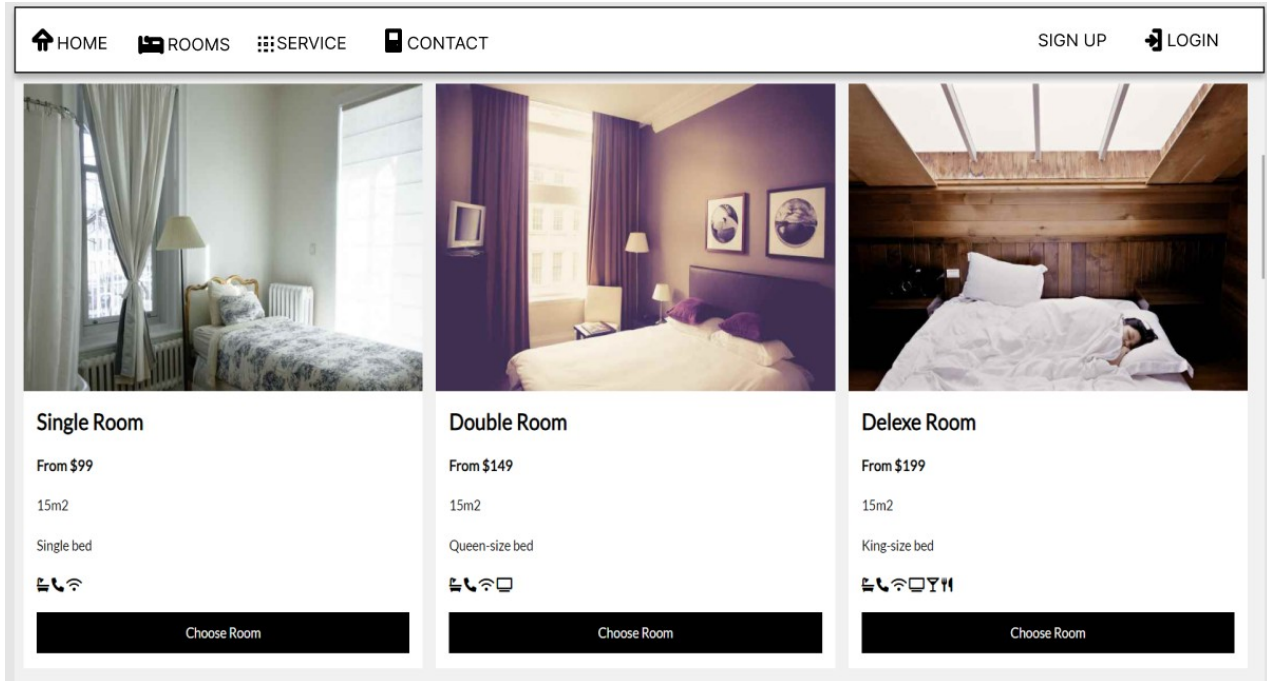 HOME ROOMS SERVICE CONTACT SIGN UP LOGIN
Single Room
From $99
15m2
Single bed
Choose Room
Double Room
From $149
15m2
Queen-size bed
Choose Room
Delexe Room
From $199
15m2
King-size bed
Choose Room